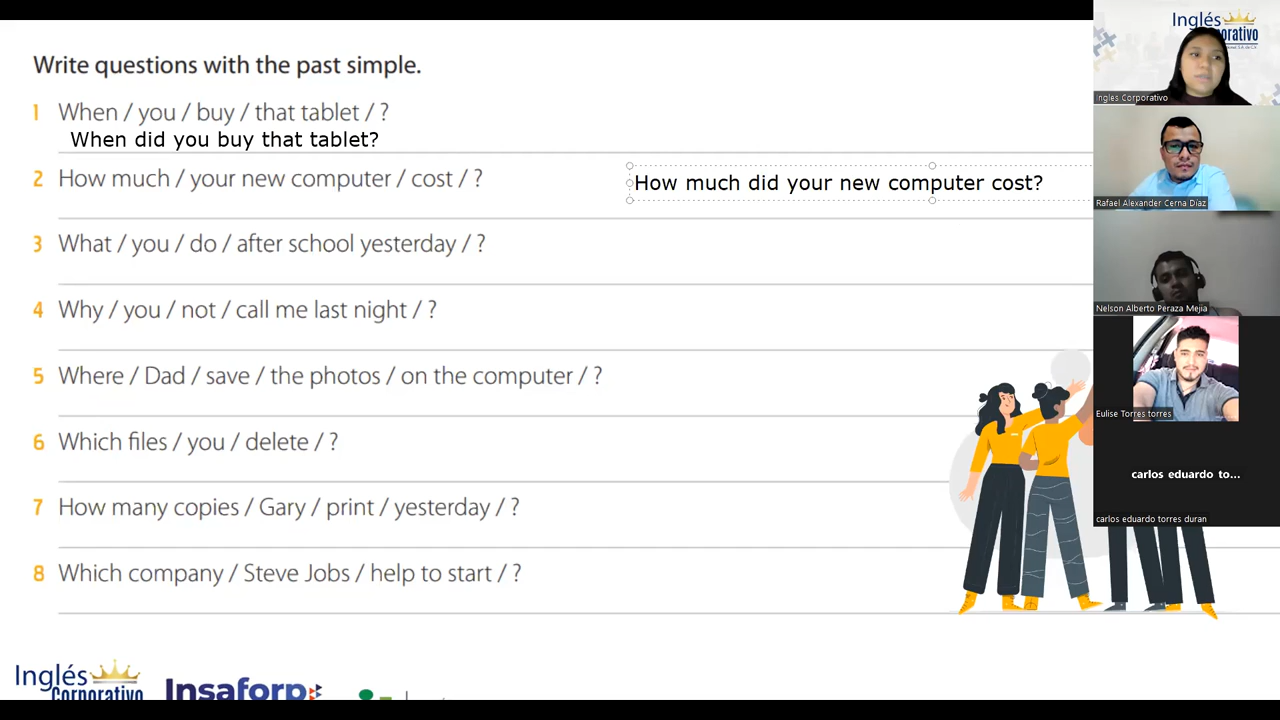 Write questions with the past simple.
1 When / you / buy / that tablet / ?
When did you buy that tablet?
2 How much / your new computer / cost / ?
How much did your new computer cost?
3 What / you / do / after school yesterday / ?
4 Why / you / not / call me last night / ?
5 Where / Dad / save / the photos / on the computer / ?
6 Which files / you / delete / ?
7 How many copies / Gary / print / yesterday / ?
8 Which company / Steve Jobs / help to start / ?
Inglés
Corporativo
Insaforp
Inglés
orporativo
Ingles Corporativo
Rafael Alexander Cerna Diaz
Nelson Alberto Peraza Mejia
Eulise Torres torres
carlos eduardo to...
carlos eduardo torres duran